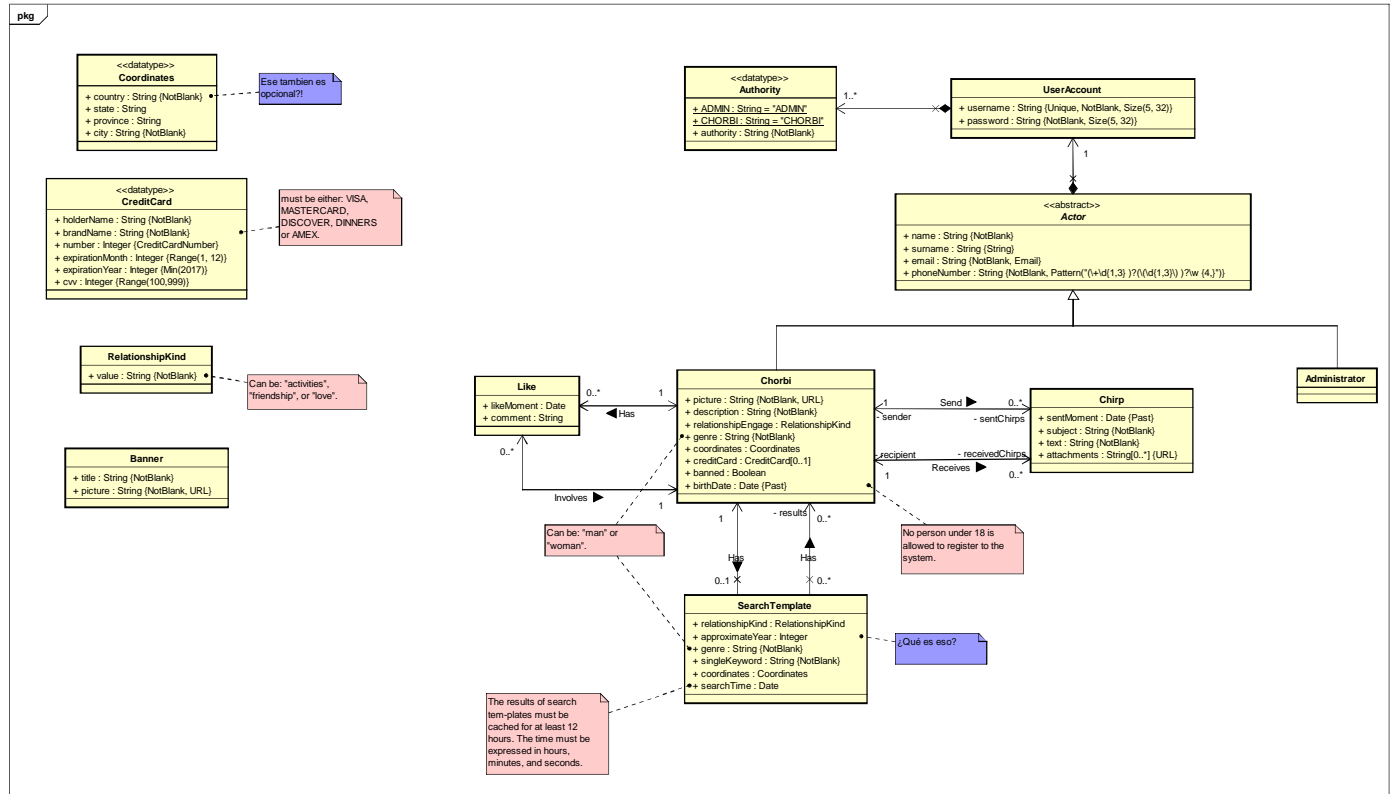 pkg
<<datatype>>
Coordinates
+ country : String {NotBlank}
+ state : String
+ province : String
+ city : String {NotBlank}
Ese tambien es
opcional?!
<<datatype>>
Authority
+ ADMIN : String = "ADMIN"
+ CHORBI : String = "CHORBI"
+ authority : String {NotBlank}
1..*
UserAccount
+ username : String {Unique, NotBlank, Size(5, 32)}
+ password : String {NotBlank, Size(5, 32)}
1
<<datatype>>
CreditCard
+ holderName : String {NotBlank}
+ brandName : String {NotBlank}
+ number : Integer {CreditCardNumber}
+ expirationMonth : Integer {Range(1, 12)}
+ expirationYear : Integer {Min(2017)}
+ cvv : Integer {Range(100,999)}
must be either: VISA,
MASTERCARD,
DISCOVER, DINNERS
or AMEX.
<<abstract>>
Actor
+ name : String {NotBlank}
+ surname : String {String}
+ email : String {NotBlank, Email}
+ phoneNumber : String {NotBlank, Pattern("(\+\d{1,3} )?(\(\d{1,3}\) )?\w {4,}")}
RelationshipKind
+ value : String {NotBlank}
Can be: "activities",
"friendship", or "love".
Banner
+ title : String {NotBlank}
+ picture : String {NotBlank, URL}
Like
+ likeMoment : Date
+ comment : String
0..*
1
Has
0..*
Involves
1
Chorbi
+ picture : String {NotBlank, URL}
+ description : String {NotBlank}
+ relationshipEngage : RelationshipKind
+ genre : String {NotBlank}
+ coordinates : Coordinates
+ creditCard : CreditCard[0..1]
+ banned : Boolean
+ birthDate : Date {Past}
1
Send
0..*
- sender
- sentChirps
- recipient
- receivedChirps
1
Receives
0..*
Chirp
+ sentMoment : Date {Past}
+ subject : String {NotBlank}
+ text : String {NotBlank}
+ attachments : String[0..*] {URL}
Administrator
Can be: "man" or
"woman".
No person under 18 is
allowed to register to the
system.
1
- results
0..*
Has
Has
0..1
0..*
SearchTemplate
+ relationshipKind : RelationshipKind
+ approximateYear : Integer
+ genre : String {NotBlank}
+ singleKeyword : String {NotBlank}
+ coordinates : Coordinates
+ searchTime : Date
¿Qué es eso?
The results of search
tem-plates must be
cached for at least 12
hours. The time must be
expressed in hours,
minutes, and seconds.